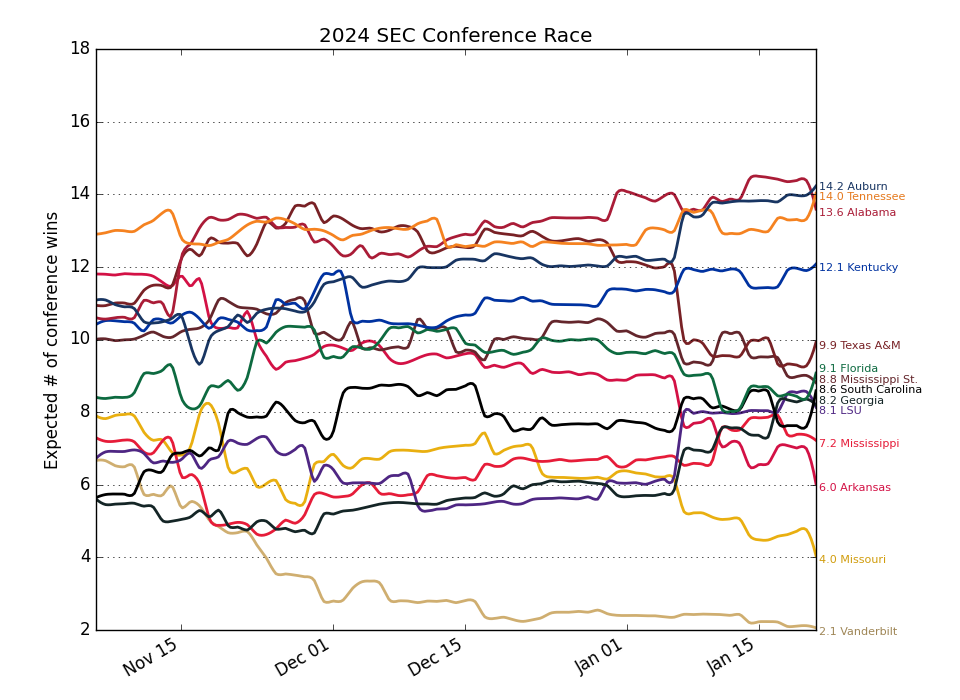 2024 SEC Conference Race
Expected # of conference wins
18
16
14
12
10
8
6
4
2
Nov 15
Dec 01
Dec 15
Jan 01
Jan 15
14.2 Auburn
14.0 Tennessee
13.6 Alabama
12.1 Kentucky
9.9 Texas A&M
9.1 Florida
8.8 Mississippi St.
8.6 South Carolina
8.2 Georgia
8.1 LSU
7.2 Mississippi
6.0 Arkansas
4.0 Missouri
2.1 Vanderbilt